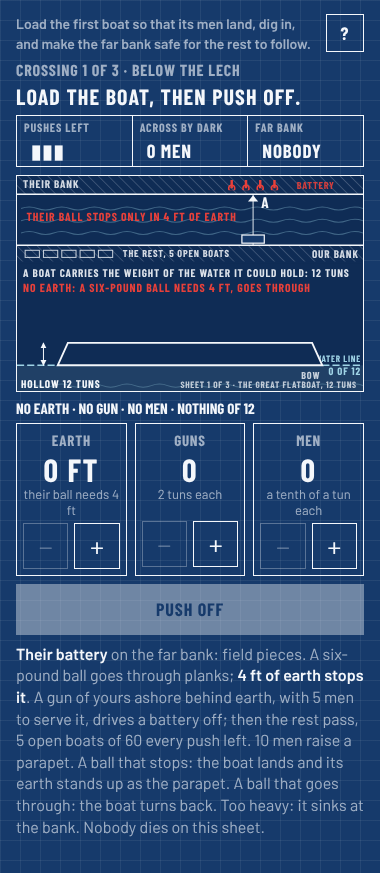 Load the first boat so that its men land, dig in,
and make the far bank safe for the rest to follow.
?
CROSSING 1 OF 3 · BELOW THE LECH
LOAD THE BOAT, THEN PUSH OFF.
PUSHES LEFT
ACROSS BY DARK
0 MEN
FAR BANK
NOBODY
THEIR BANK
BATTERY
A
THEIR BALL STOPS ONLY IN 4 FT OF EARTH
THE REST, 5 OPEN BOATS
OUR BANK
A BOAT CARRIES THE WEIGHT OF THE WATER IT COULD HOLD: 12 TUNS
NO EARTH: A SIX-POUND BALL NEEDS 4 FT, GOES THROUGH
ATER LINE
BOW
0 OF 12
HOLLOW 12 TUNS
SHEET 1 OF 3 · THE GREAT FLATBOAT, 12 TUNS
NO EARTH · NO GUN · NO MEN · NOTHING OF 12
EARTH
0 FT
their ball needs 4
ft
−
+
GUNS
0
2 tuns each
−
+
MEN
0
a tenth of a tun
each
−
+
PUSH OFF
Their battery on the far bank: field pieces. A six-
pound ball goes through planks; 4 ft of earth stops
it. A gun of yours ashore behind earth, with 5 men
to serve it, drives a battery off; then the rest pass,
5 open boats of 60 every push left. 10 men raise a
parapet. A ball that stops: the boat lands and its
earth stands up as the parapet. A ball that goes
through: the boat turns back. Too heavy: it sinks at
the bank. Nobody dies on this sheet.